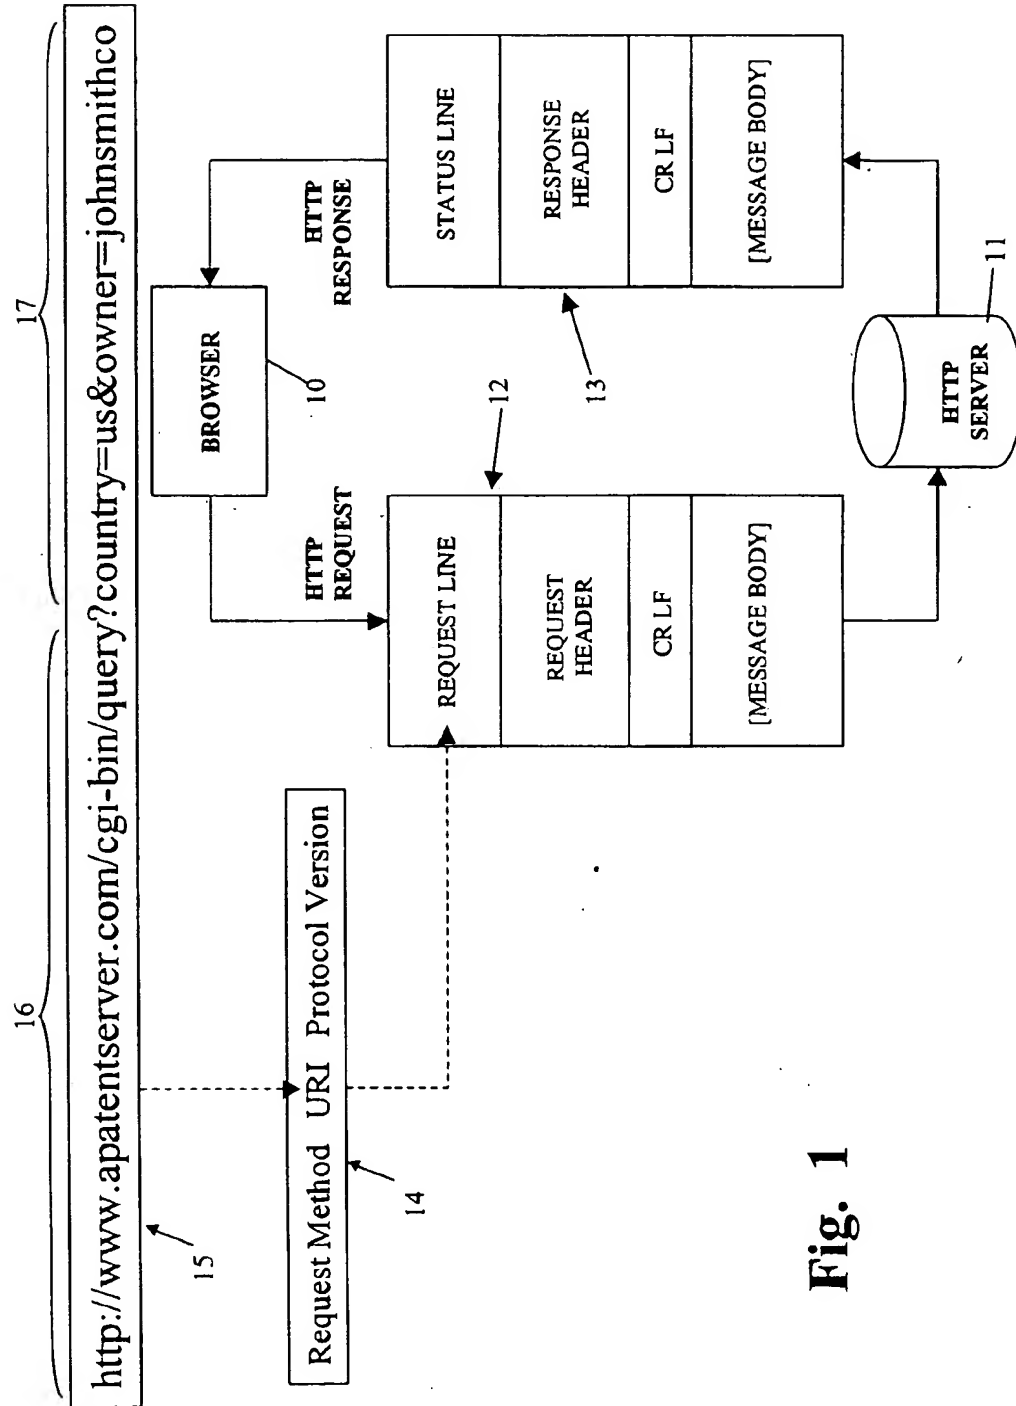 16
17
http://www.apatentserver.com/cgi-bin/query?country=us&owner=johnsmithco
15
Request Method URI Protocol Version
14
BROWSER
10
HTTP
REQUEST
HTTP
RESPONSE
12
REQUEST LINE
REQUEST
HEADER
CR LF
[MESSAGE BODY]
13
STATUS LINE
RESPONSE
HEADER
CR LF
[MESSAGE BODY]
HTTP
SERVER
11
Fig. 1